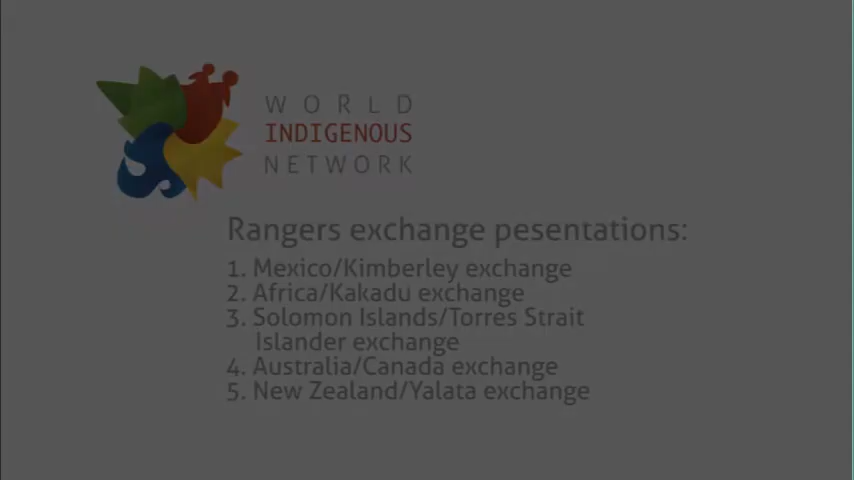 WORLD
INDIGENOUS
NETWORK
Rangers exchange pesentations:
1. Mexico/Kimberley exchange
2. Africa/Kakadu exchange
3. Solomon Islands/Torres Strait
Islander exchange
4. Australia/Canada exchange
5. New Zealand/Yalata exchange